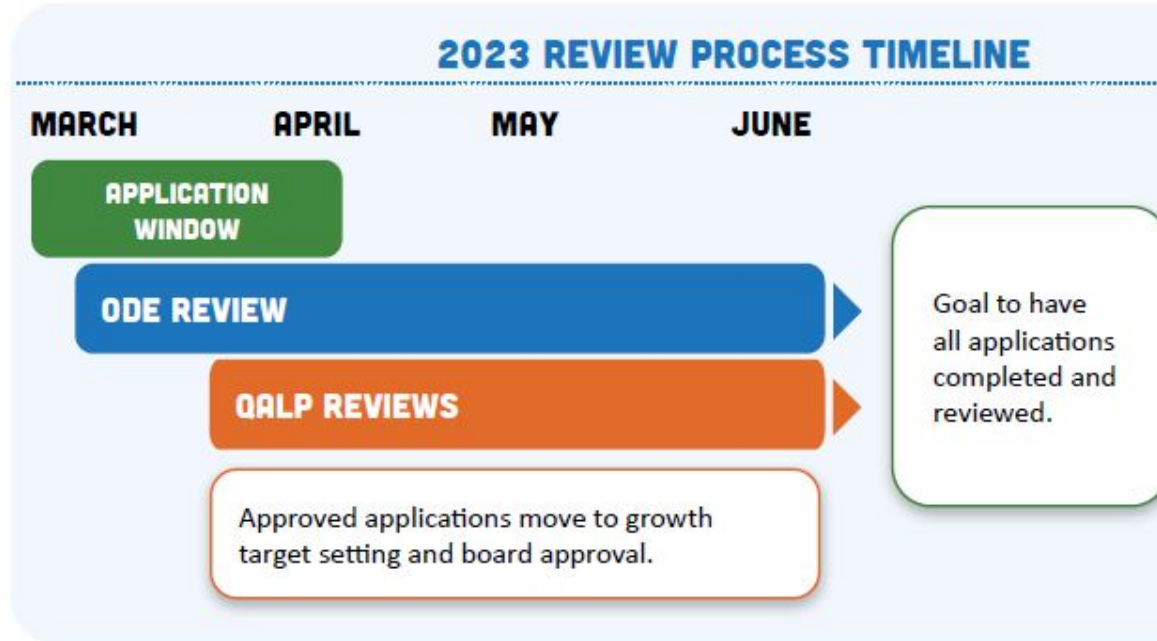 2023 REVIEW PROCESS TIMELINE
MARCH APRIL MAY JUNE
APPLICATION
WINDOW
ODE REVIEW
QALP REVIEWS
Approved applications move to growth
target setting and board approval.
Goal to have
all applications
completed and
reviewed.